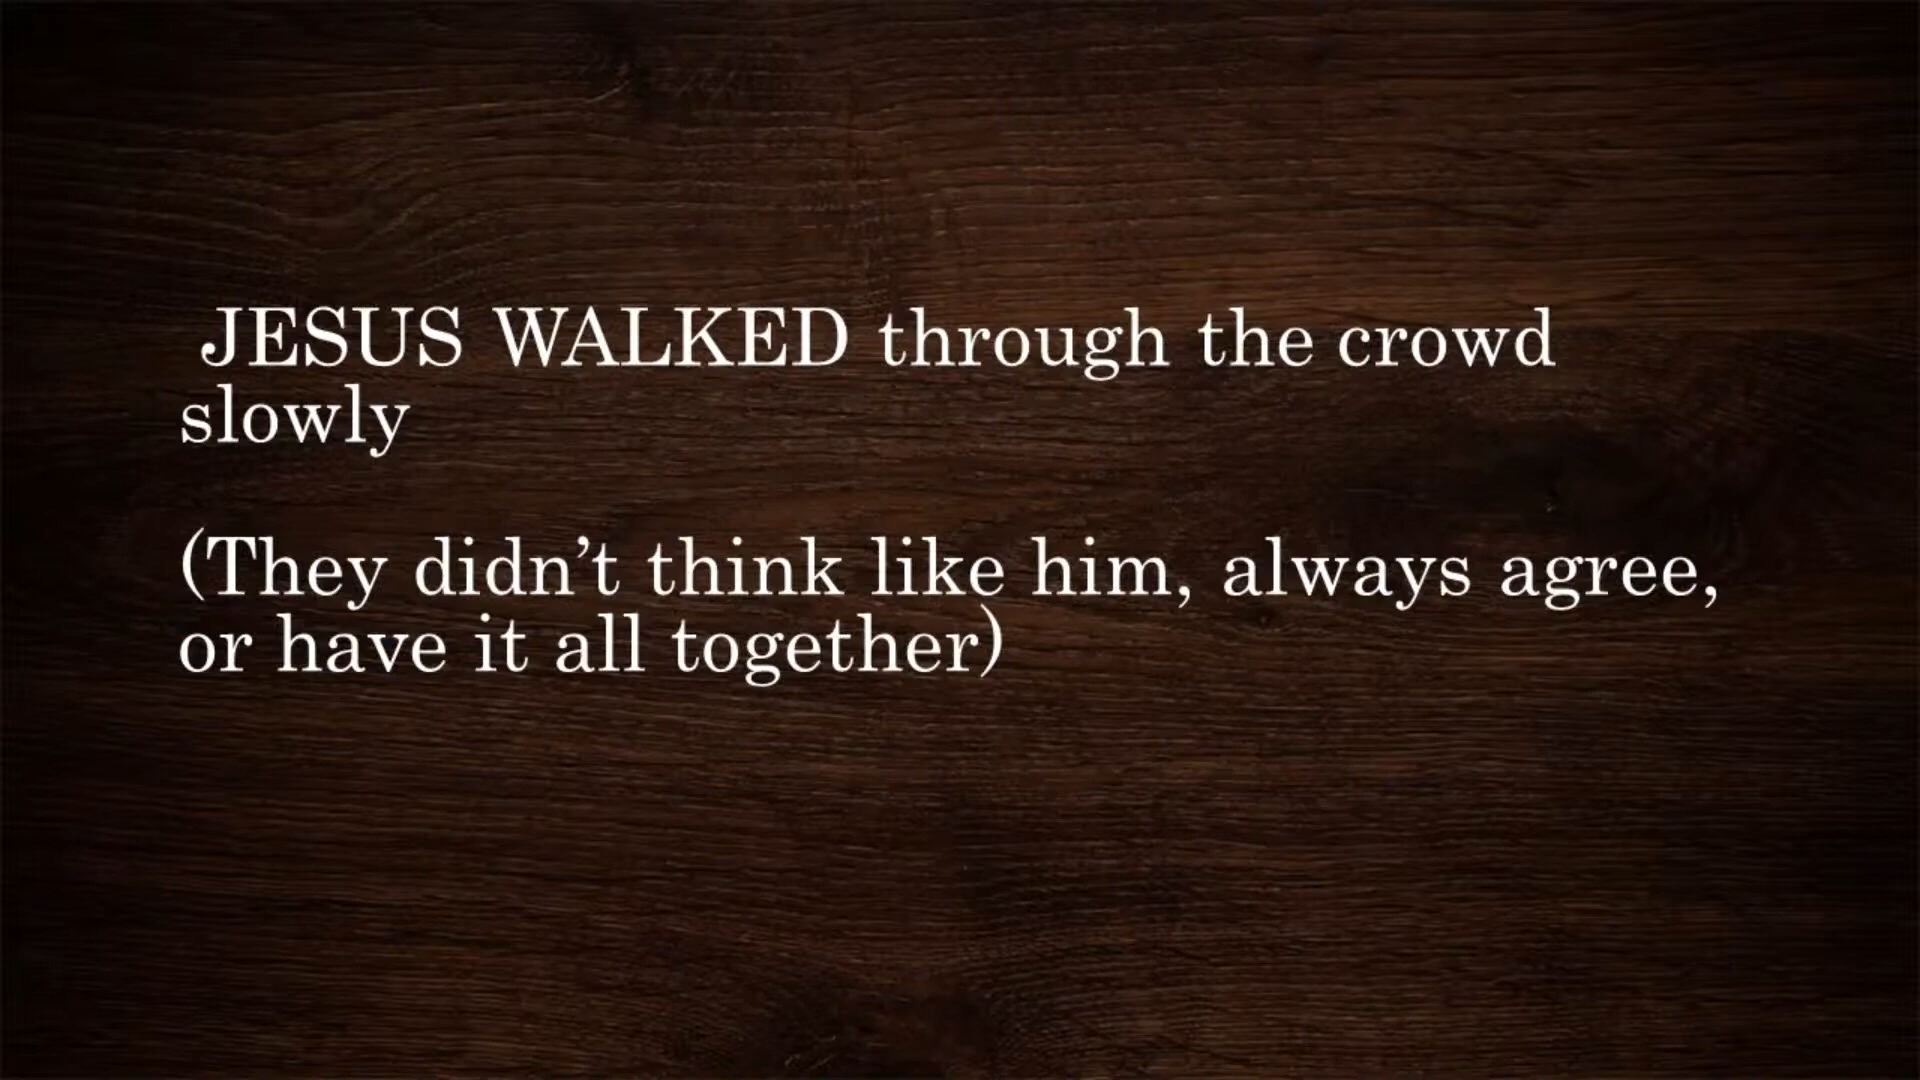 JESUS WALKED through the crowd
slowly
(They didn’t think like him, always agree,
or have it all together)